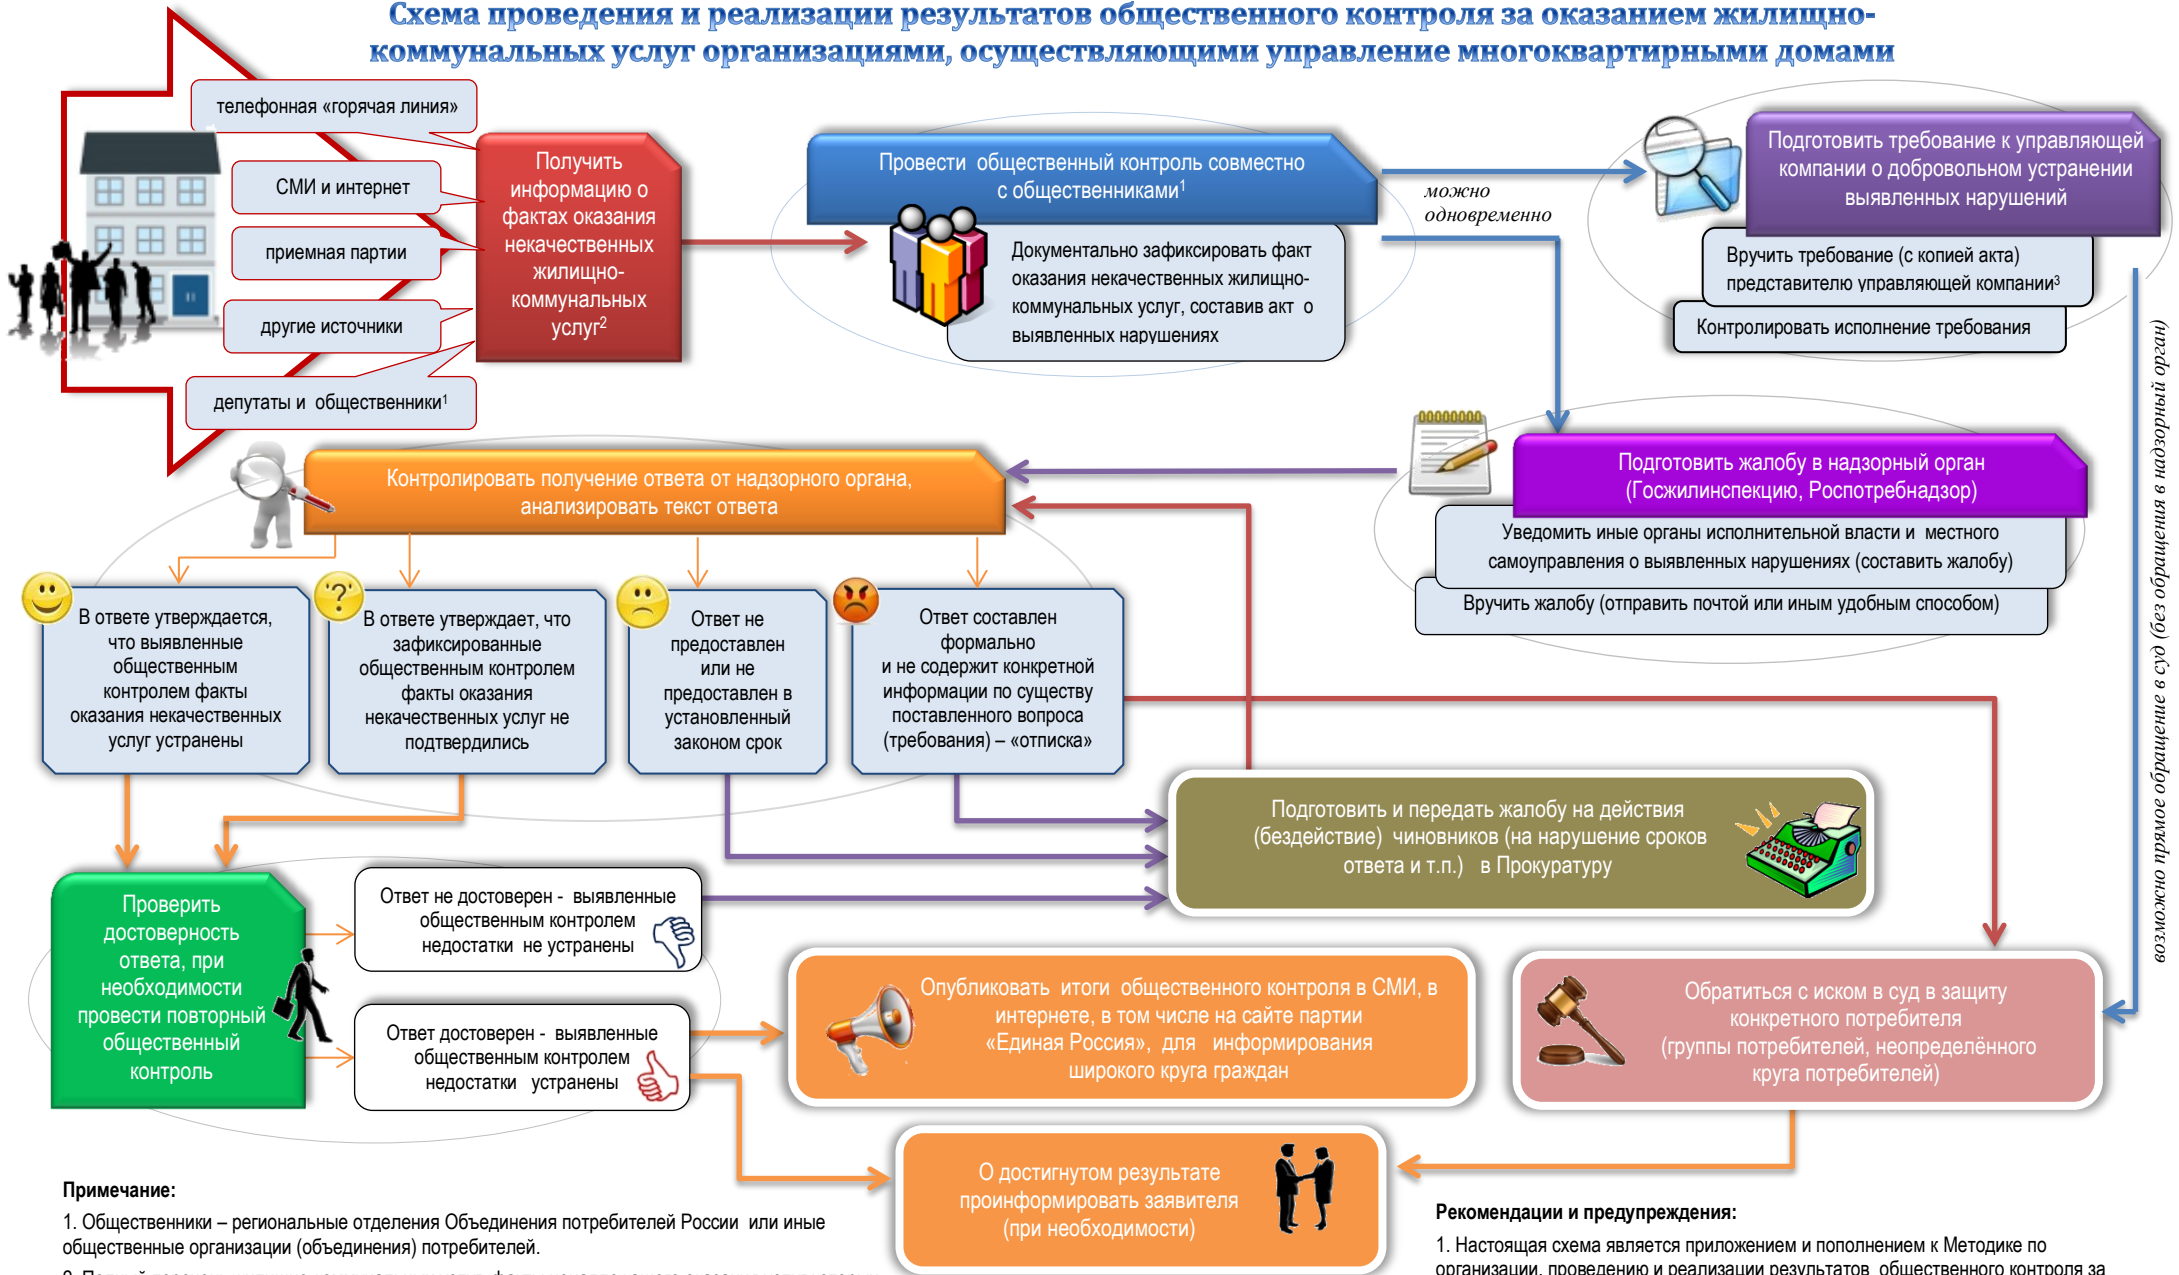 Схема проведения и реализации результатов общественного контроля за оказанием жилищно-
коммунальных услуг организациями, осуществляющими управление многоквартирными домами
телефонная «горячая линия»
СМИ и интернет
приемная партии
другие источники
депутаты и общественники¹
Получить
информацию о
фактах оказания
некачественных
жилищно-
коммунальных
услуг²
Провести общественный контроль совместно
с общественниками¹
Документально зафиксировать факт
оказания некачественных жилищно-
коммунальных услуг, составив акт о
выявленных нарушениях
можно
одновременно
Подготовить требование к управляющей
компании о добровольном устранении
выявленных нарушений
Вручить требование (с копией акта)
представителю управляющей компании³
Контролировать исполнение требования
возможно прямое обращение в суд (без обращения в надзорный орган)
Подготовить жалобу в надзорный орган
(Госжилинспекцию, Роспотребнадзор)
Уведомить иные органы исполнительной власти и местного
самоуправления о выявленных нарушениях (составить жалобу)
Вручить жалобу (отправить почтой или иным удобным способом)
Контролировать получение ответа от надзорного органа,
анализировать текст ответа
В ответе утверждается,
что выявленные
общественным
контролем факты
оказания некачественных
услуг устранены
'?'
В ответе утверждает, что
зафиксированные
общественным контролем
факты оказания
некачественных услуг не
подтвердились
Ответ не
предоставлен
или не
предоставлен в
установленный
законом срок
Ответ составлен
формально
и не содержит конкретной
информации по существу
поставленного вопроса
(требования) – «отписка»
Подготовить и передать жалобу на действия
(бездействие) чиновников (на нарушение сроков
ответа и т.п.) в Прокуратуру
Проверить
достоверность
ответа, при
необходимости
провести повторный
общественный
контроль
Ответ не достоверен - выявленные
общественным контролем
недостатки не устранены
Ответ достоверен - выявленные
общественным контролем
недостатки устранены
Опубликовать итоги общественного контроля в СМИ, в
интернете, в том числе на сайте партии
«Единая Россия», для информирования
широкого круга граждан
Обратиться с иском в суд в защиту
конкретного потребителя
(группы потребителей, неопределённого
круга потребителей)
О достигнутом результате
проинформировать заявителя
(при необходимости)
Примечание:
1. Общественники – региональные отделения Объединения потребителей России или иные
общественные организации (объединения) потребителей.
Рекомендации и предупреждения:
1. Настоящая схема является приложением и пополнением к Методике по
организации, проведению и реализации результатов общественного контроля за